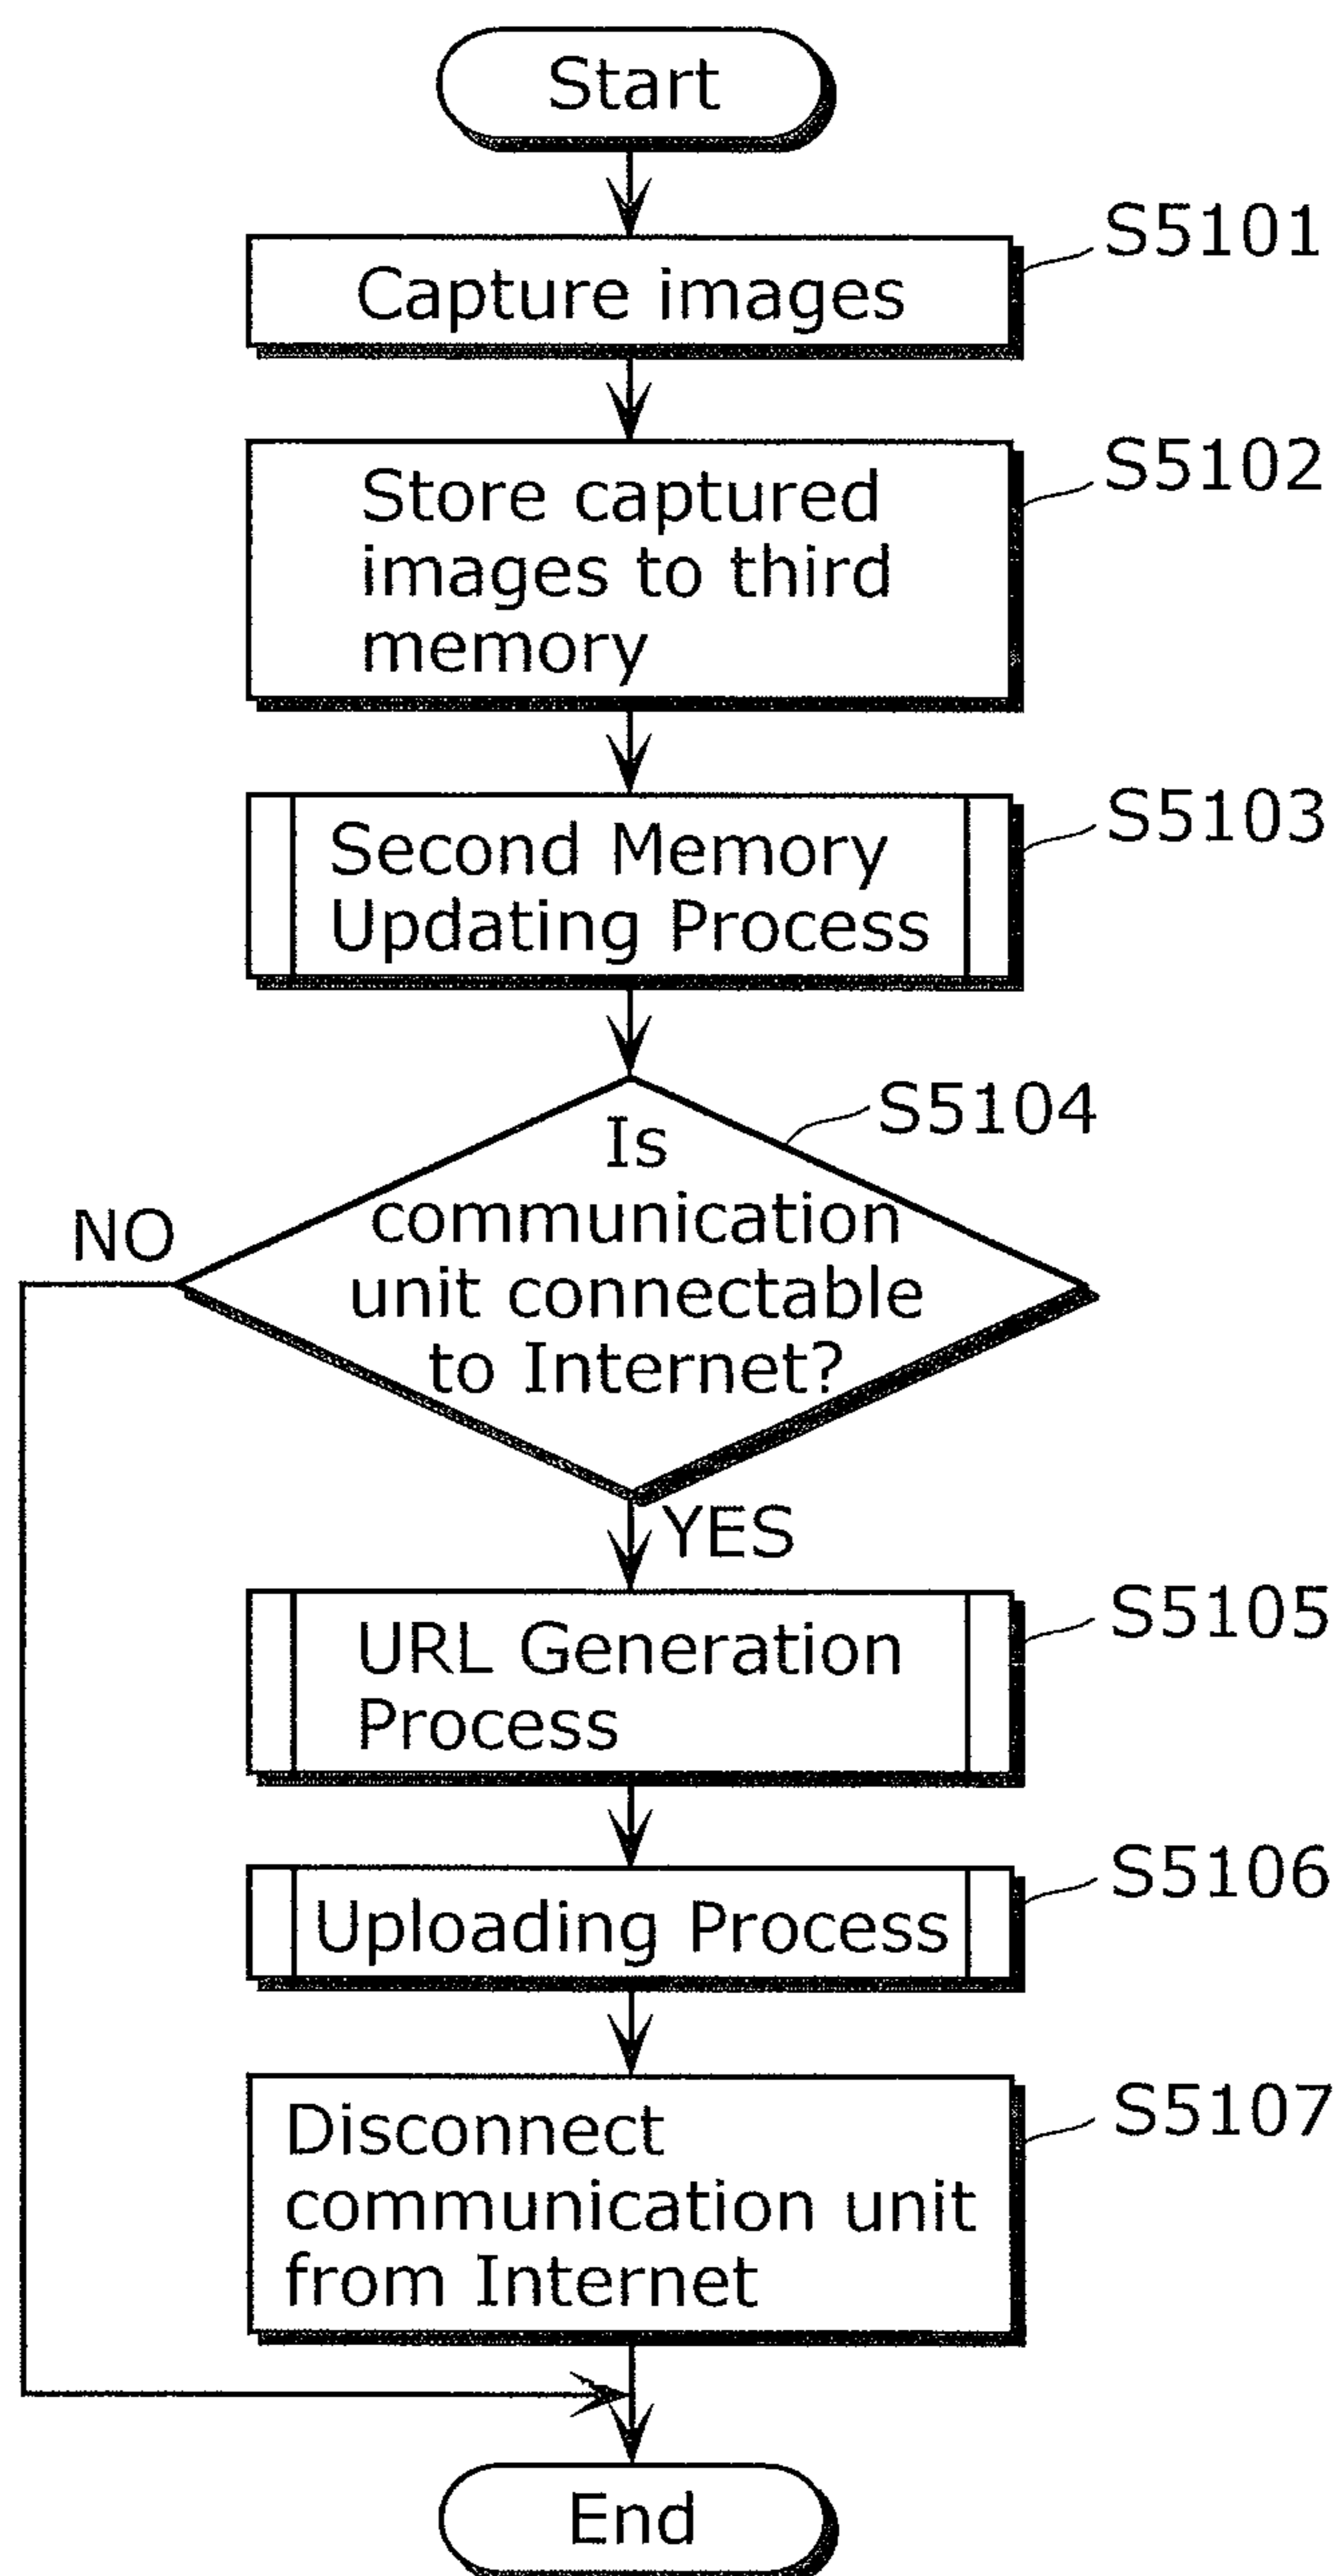 Start
S5101
Capture images
S5102
Store captured
images to third
memory
S5103
Second Memory
Updating Process
S5104
Is
communication
unit connectable
to Internet?
NO
YES
S5105
URL Generation
Process
S5106
Uploading Process
S5107
Disconnect
communication unit
from Internet
End